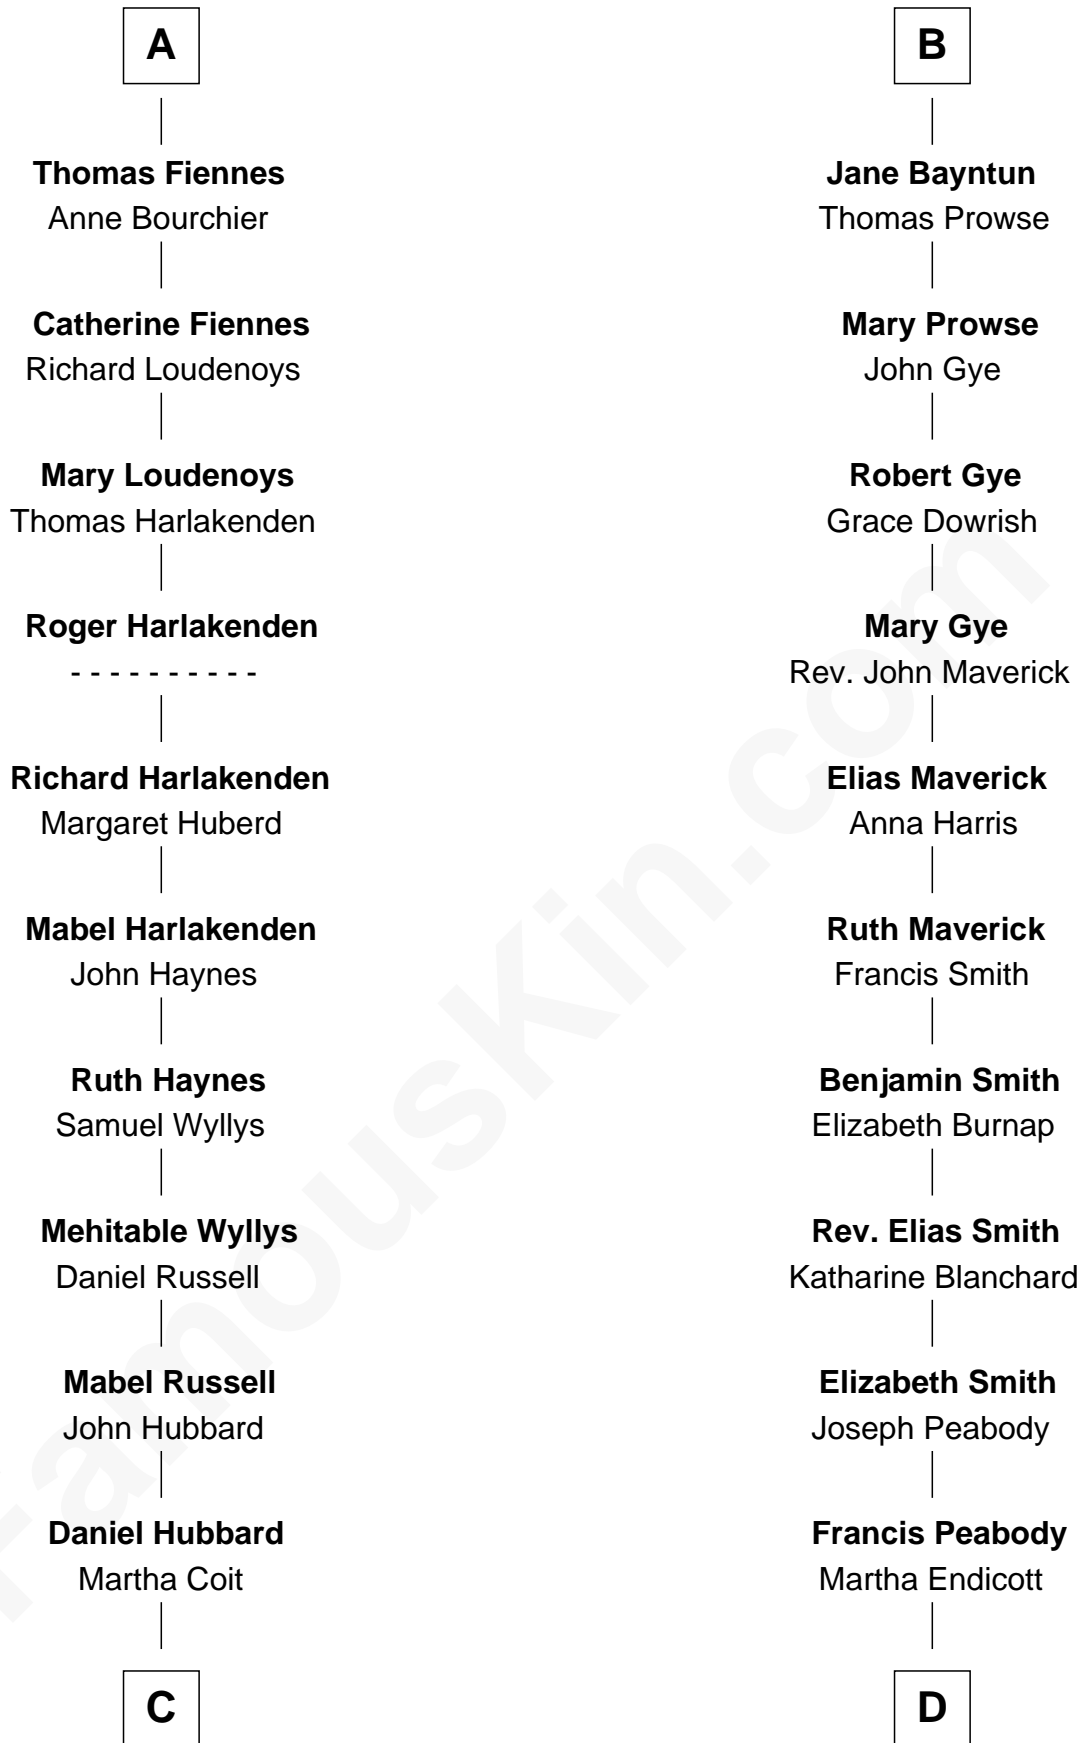 A
Thomas Fiennes
Anne Bourchier
Catherine Fiennes
Richard Loudenoys
Mary Loudenoys
Thomas Harlakenden
Roger Harlakenden
- - - - - - - - - -
Richard Harlakenden
Margaret Huberd
Mabel Harlakenden
John Haynes
Ruth Haynes
Samuel Wyllys
Mehitable Wyllys
Daniel Russell
Mabel Russell
John Hubbard
Daniel Hubbard
Martha Coit
C
B
Jane Bayntun
Thomas Prowse
Mary Prowse
John Gye
Robert Gye
Grace Dowrish
Mary Gye
Rev. John Maverick
Elias Maverick
Anna Harris
Ruth Maverick
Francis Smith
Benjamin Smith
Elizabeth Burnap
Rev. Elias Smith
Katharine Blanchard
Elizabeth Smith
Joseph Peabody
Francis Peabody
Martha Endicott
D
FamousKin.com